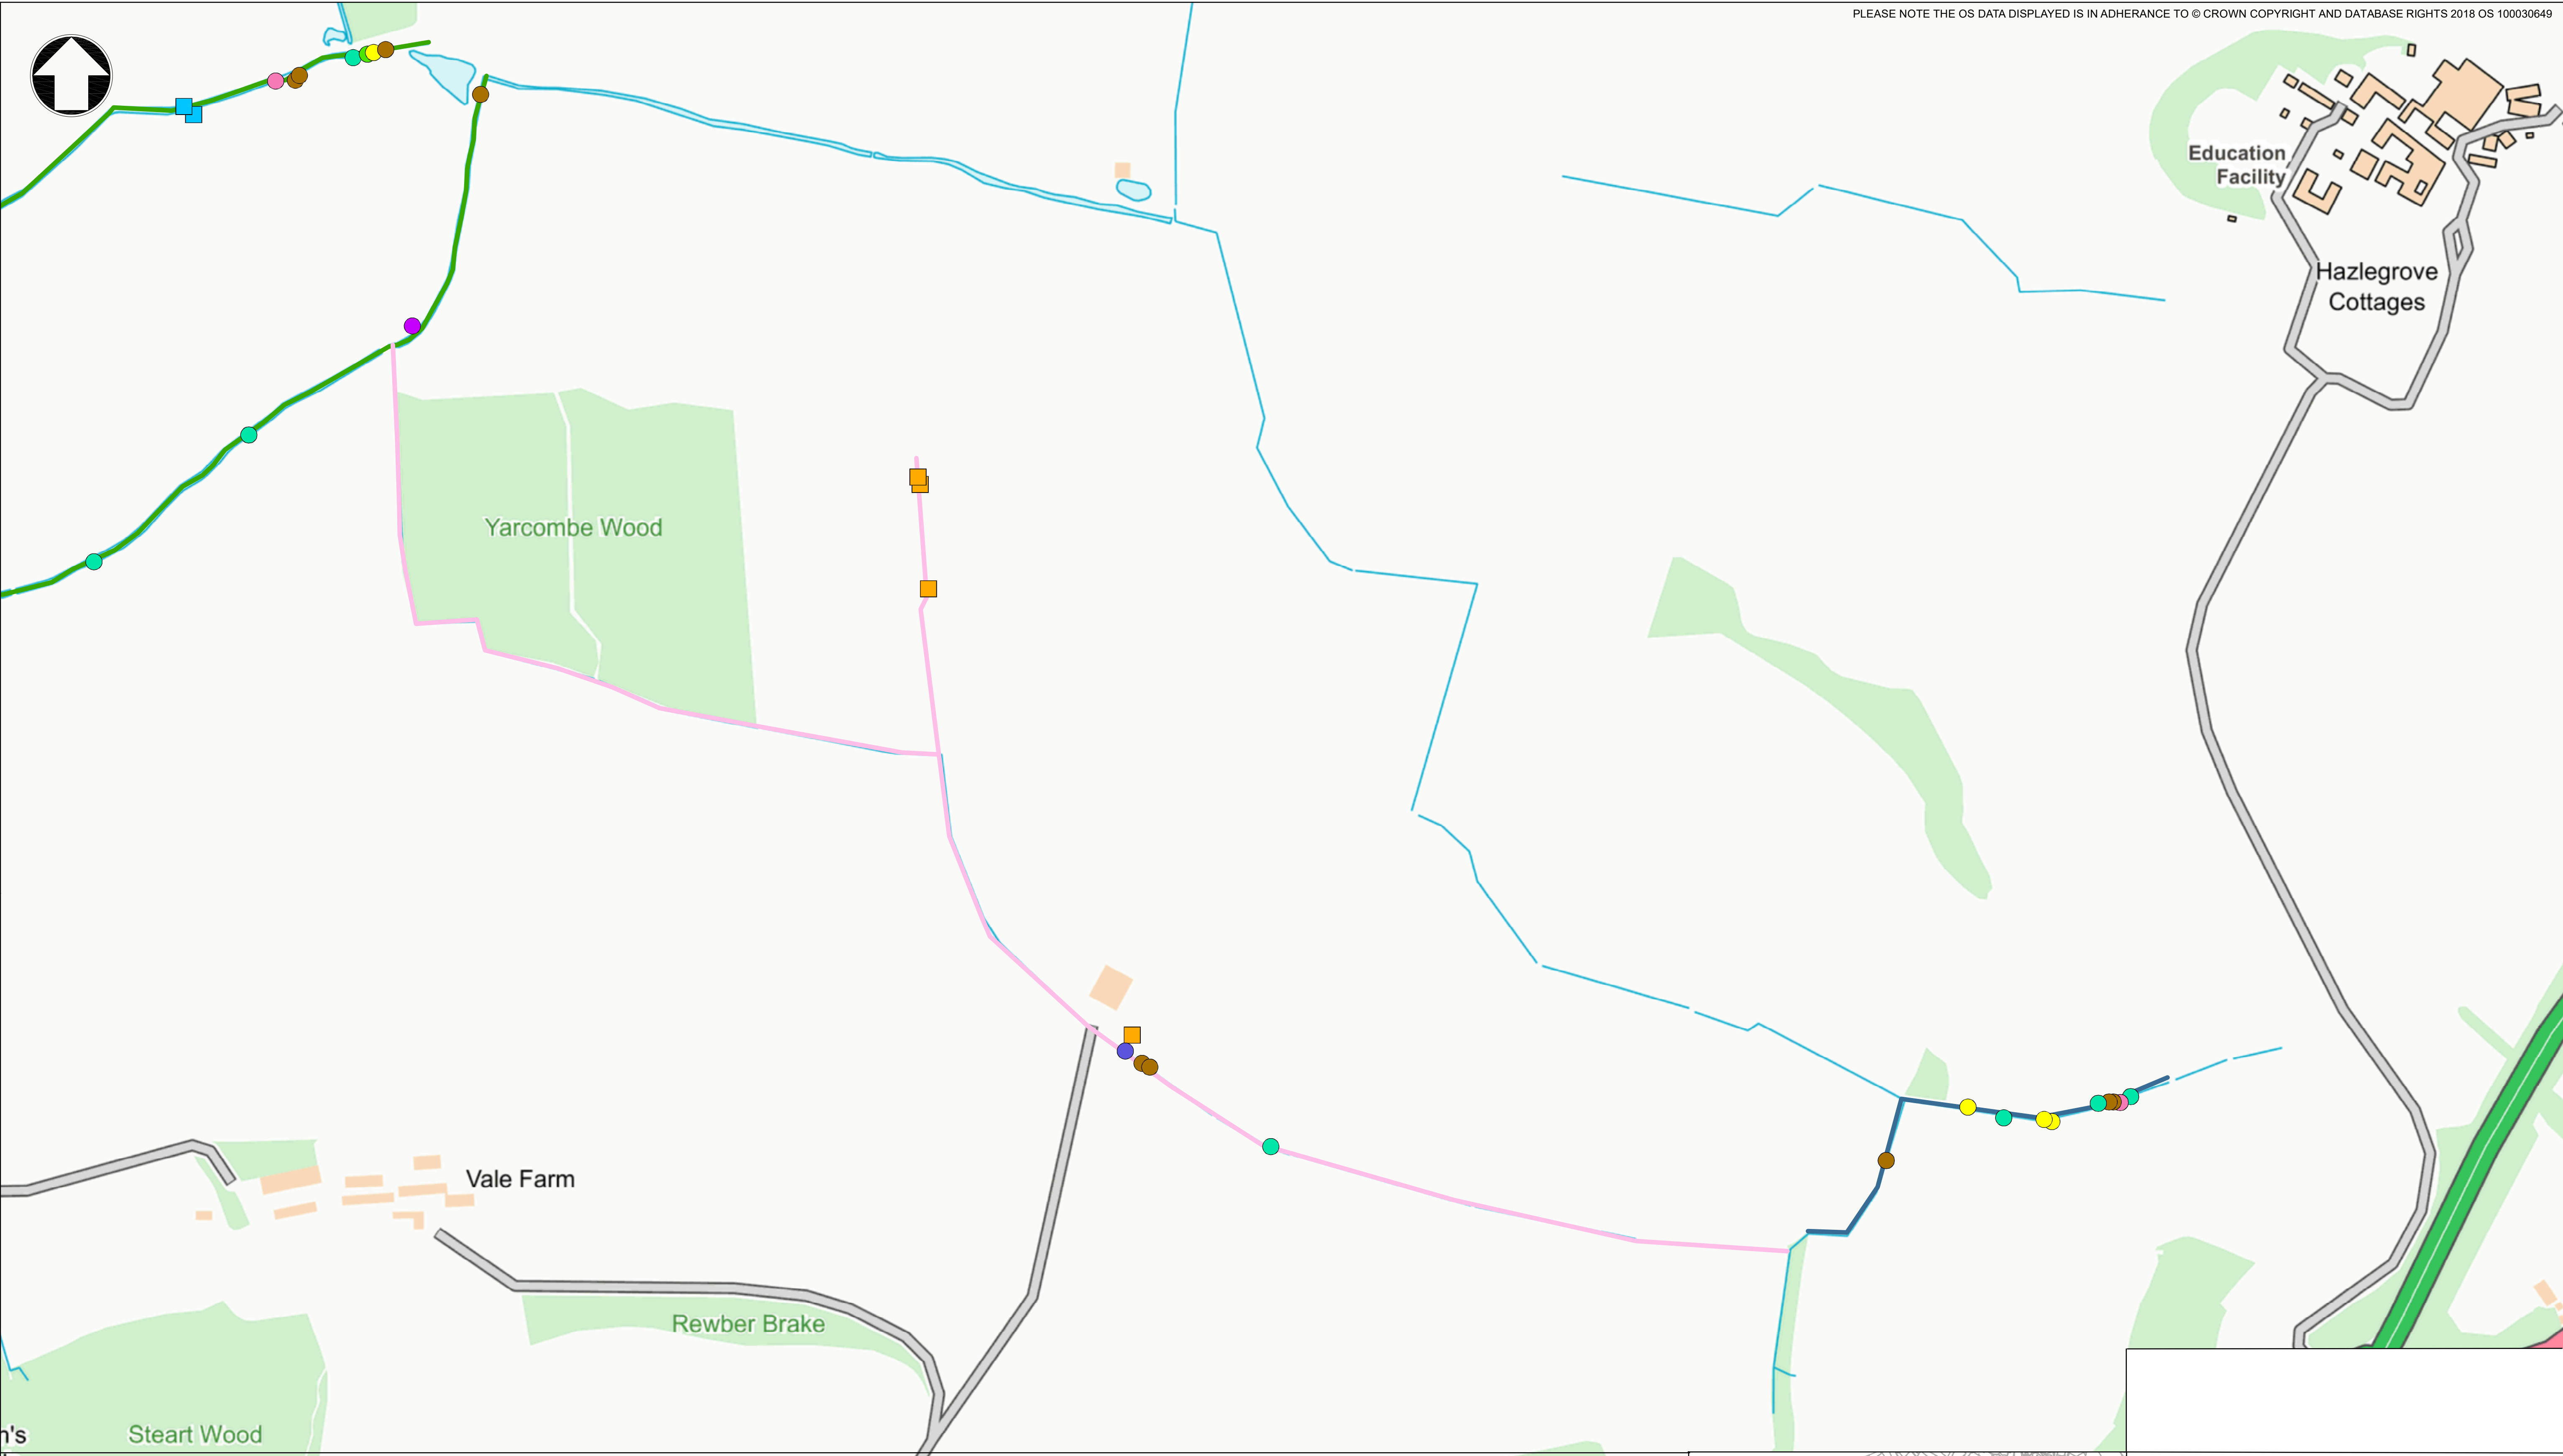 PLEASE NOTE THE OS DATA DISPLAYED IS IN ADHERANCE TO © CROWN COPYRIGHT AND DATABASE RIGHTS 2018 OS 100030649
Education
Facility
Hazlegrove
Cottages
Yarcombe Wood
Vale Farm
Rewber Brake
n's
Steart Wood